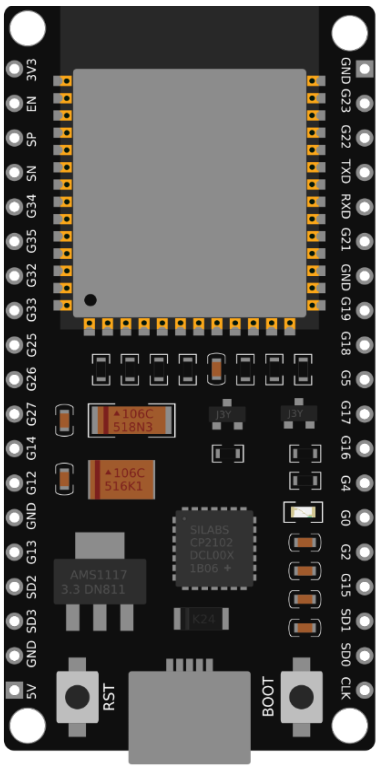 3V3
EN
SP
SN
G34
G35
G32
G33
G25
G26
G27
G14
G12
GND
G13
SD2
SD3
GND
5V
GND
G23
G22
TXD
RXD
G21
GND
G19
G18
G5
G17
G16
G4
G0
G2
G15
SD1
SD0
CLK
106C
518N3
J3Y
J3Y
106C
516K1
SILABS
CP2102
DCL00X
1B06 +
AMS1117
3.3 DN811
K24
RST
BOOT